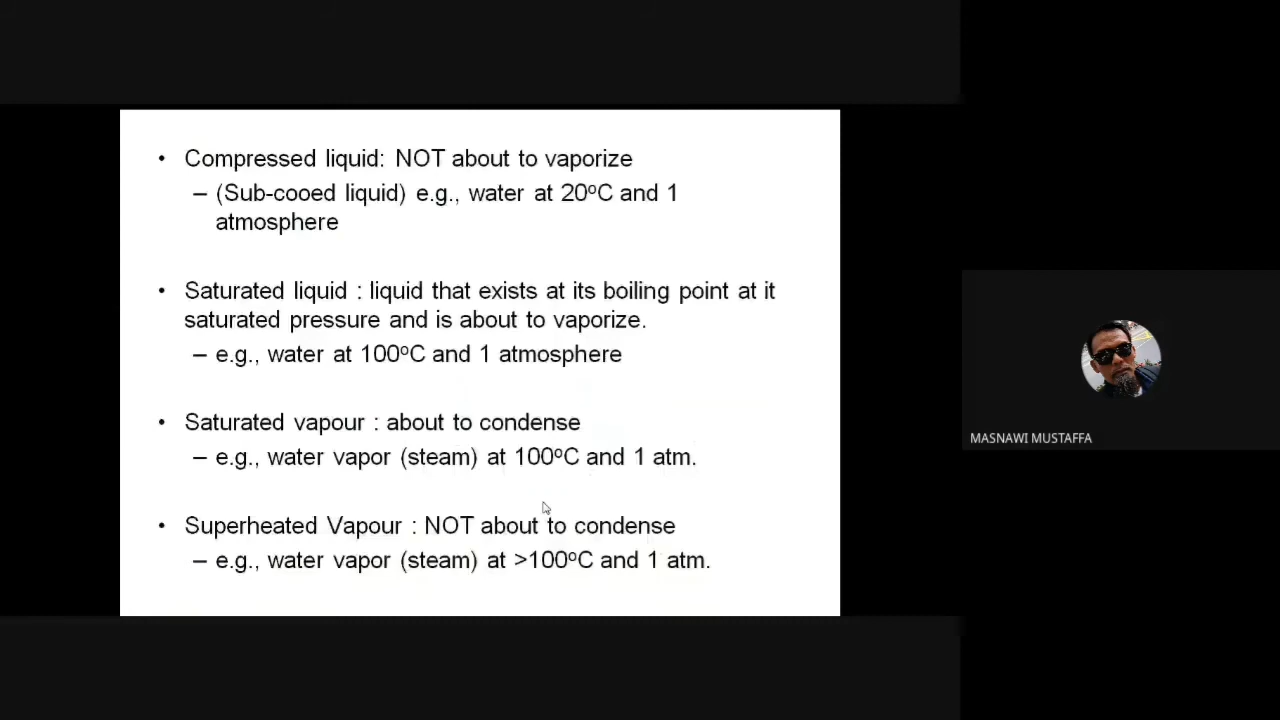 • Compressed liquid: NOT about to vaporize
– (Sub-cooed liquid) e.g., water at 20ºC and 1
atmosphere
• Saturated liquid : liquid that exists at its boiling point at it
saturated pressure and is about to vaporize.
– e.g., water at 100ºC and 1 atmosphere
• Saturated vapour : about to condense
– e.g., water vapor (steam) at 100ºC and 1 atm.
• Superheated Vapour : NOT about to condense
– e.g., water vapor (steam) at >100ºC and 1 atm.
MASNAWI MUSTAFFA